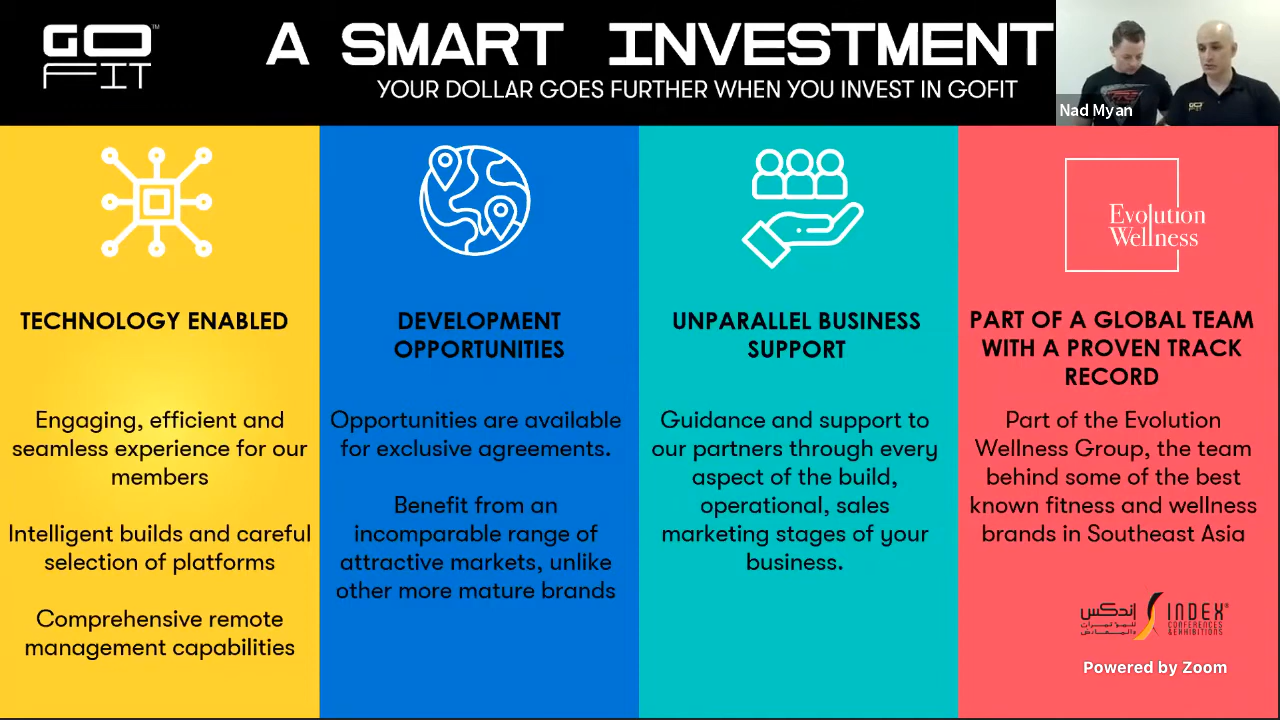 GO FIT™
A SMART INVESTMENT
YOUR DOLLAR GOES FURTHER WHEN YOU INVEST IN GOFIT
Nad Myan
TECHNOLOGY ENABLED
Engaging, efficient and
seamless experience for our
members
Intelligent builds and careful
selection of platforms
Comprehensive remote
management capabilities
DEVELOPMENT
OPPORTUNITIES
Opportunities are available
for exclusive agreements.
Benefit from an
incomparable range of
attractive markets, unlike
other more mature brands
UNPARALLEL BUSINESS
SUPPORT
Guidance and support to
our partners through every
aspect of the build,
operational, sales
marketing stages of your
business.
Evolution
Wellness
PART OF A GLOBAL TEAM
WITH A PROVEN TRACK
RECORD
Part of the Evolution
Wellness Group, the team
behind some of the best
known fitness and wellness
brands in Southeast Asia
إندكس
للمؤتمرات
والمعارض
INDEX®
CONFERENCES
&EXHIBITIONS
Powered by Zoom